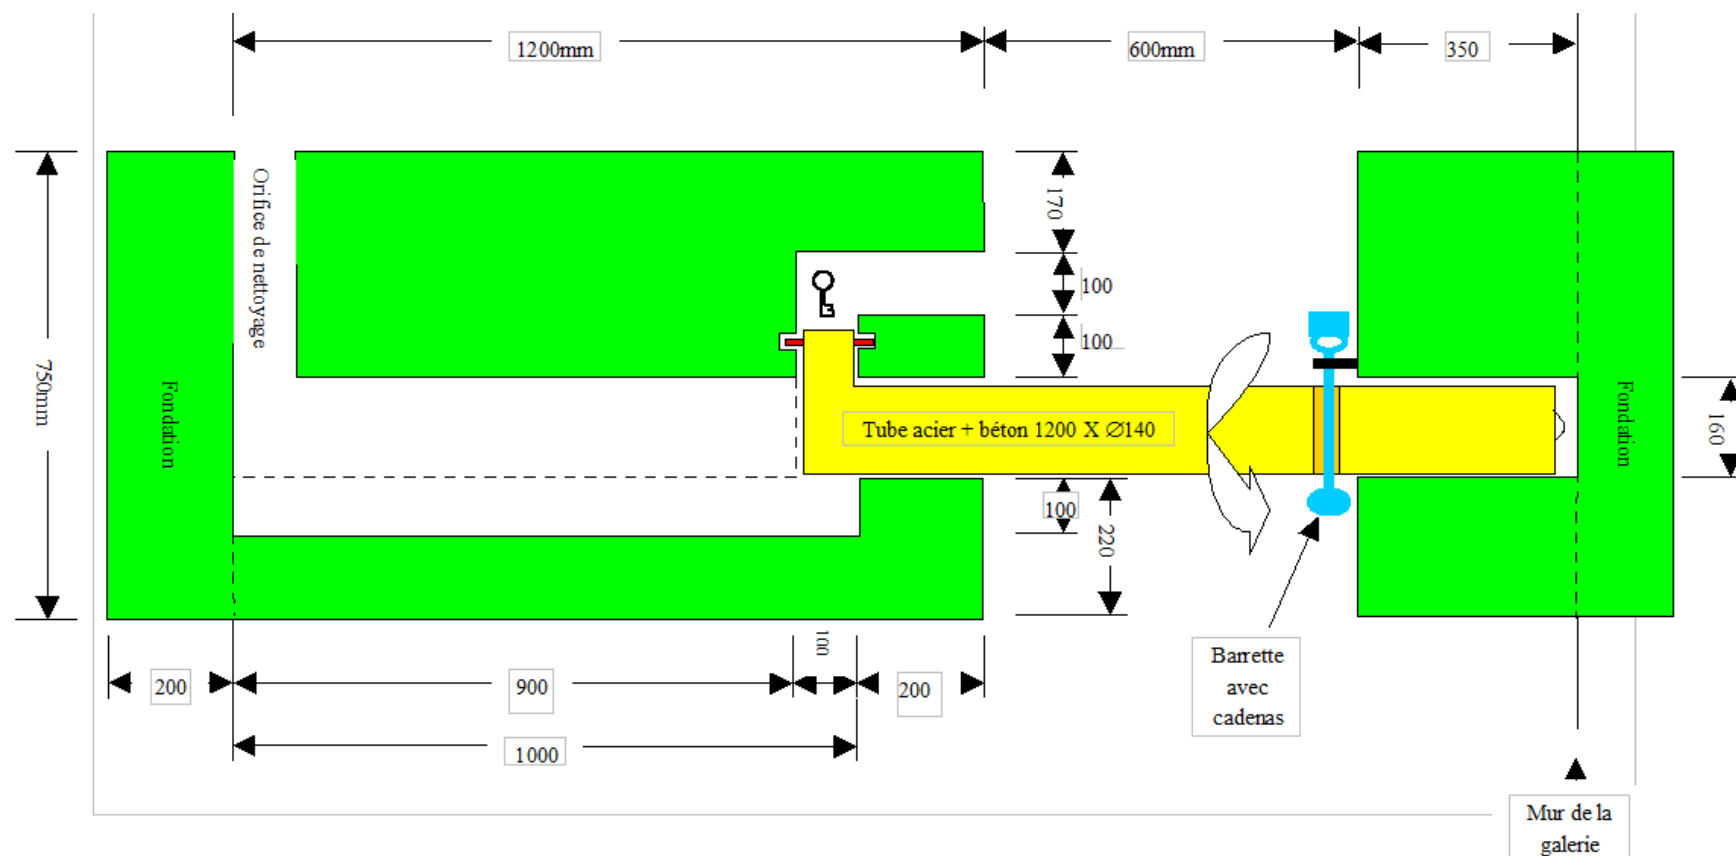 1200mm
600mm
350
Orifice de nettoyage
170
100
100
750mm
Fondation
Tube acier + béton 1200 X ∅140
Fondation
160
100
220
100
200
900
200
Barrette
avec
cadenas
1000
Mur de la
galerie